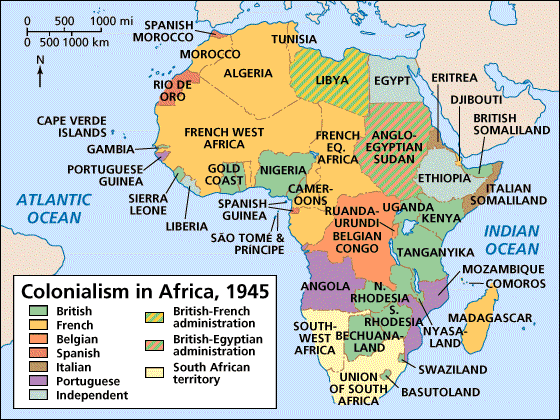 0 500 1000 mi
0 500 1000 km
N
SPANISH
MOROCCO
TUNISIA
MOROCCO
ALGERIA
LIBYA
EGYPT
ERITREA
RIO DE
ORO
DJIBOUTI
CAPE VERDE
ISLANDS
FRENCH WEST
AFRICA
FRENCH
EQ.
AFRICA
ANGLO-
EGYPTIAN
SUDAN
BRITISH
SOMALILAND
GAMBIA
PORTUGUESE
GUINEA
GOLD
COAST
NIGERIA
CAMER-
OONS
ETHIOPIA
ITALIAN
SOMALILAND
ATLANTIC
OCEAN
SIERRA
LEONE
LIBERIA
SPANISH
GUINEA
SÃO TOMÉ &
PRÍNCIPE
RUANDA-
URUNDI
BELGIAN
CONGO
UGANDA
KENYA
INDIAN
OCEAN
TANGANYIKA
MOZAMBIQUE
COMOROS
ANGOLA
N.
RHODESIA
S.
RHODESIA
NYASA-
LAND
MADAGASCAR
SOUTH-
WEST
AFRICA
BECHUANA-
LAND
SWAZILAND
UNION
OF SOUTH
AFRICA
BASUTOLAND
Colonialism in Africa, 1945
British
French
Belgian
Spanish
Italian
Portuguese
Independent
British-French
administration
British-Egyptian
administration
South African
territory